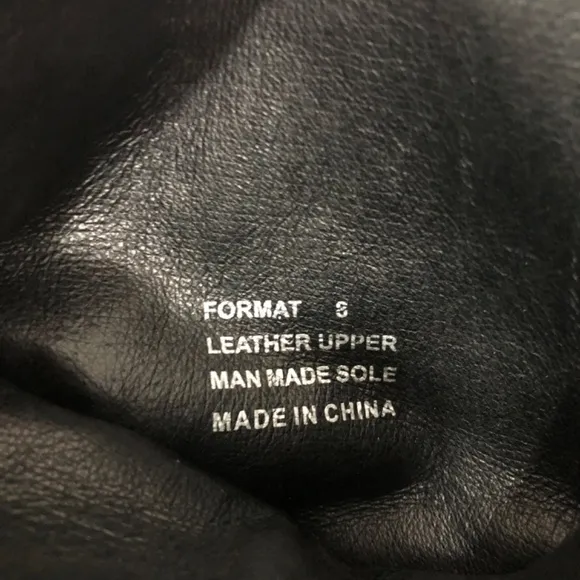 FORMAT 8
LEATHER UPPER
MAN MADE SOLE
MADE IN CHINA